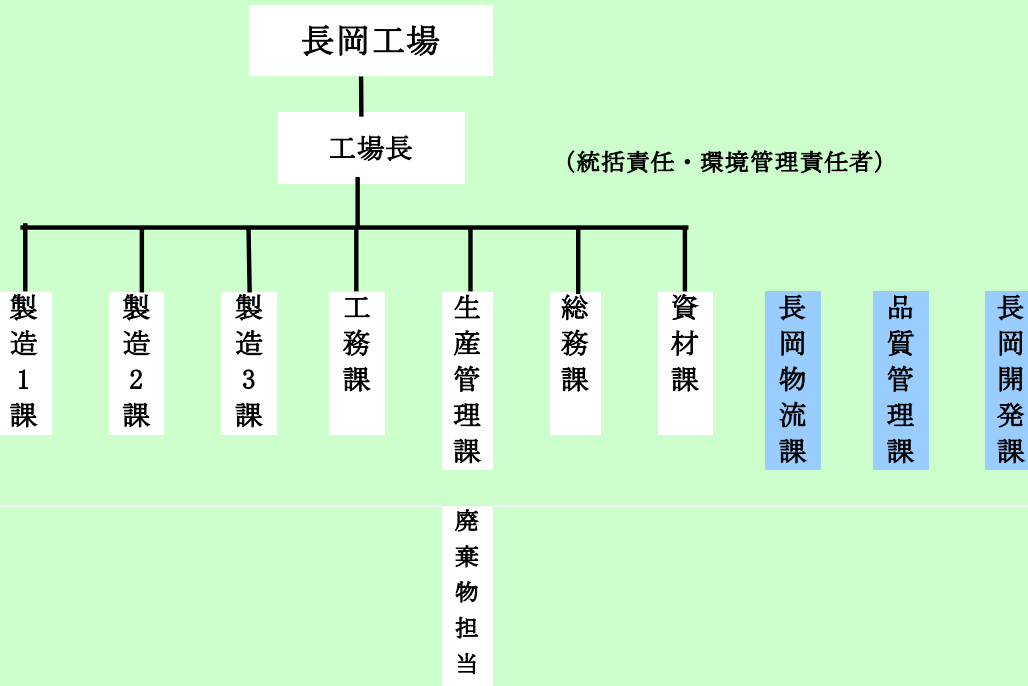 長岡工場
工場長
(統括責任・環境管理責任者)
製造1課
製造2課
製造3課
工務課
生産管理課
総務課
資材課
長岡物流課
品質管理課
長岡開発課
廃棄物担当